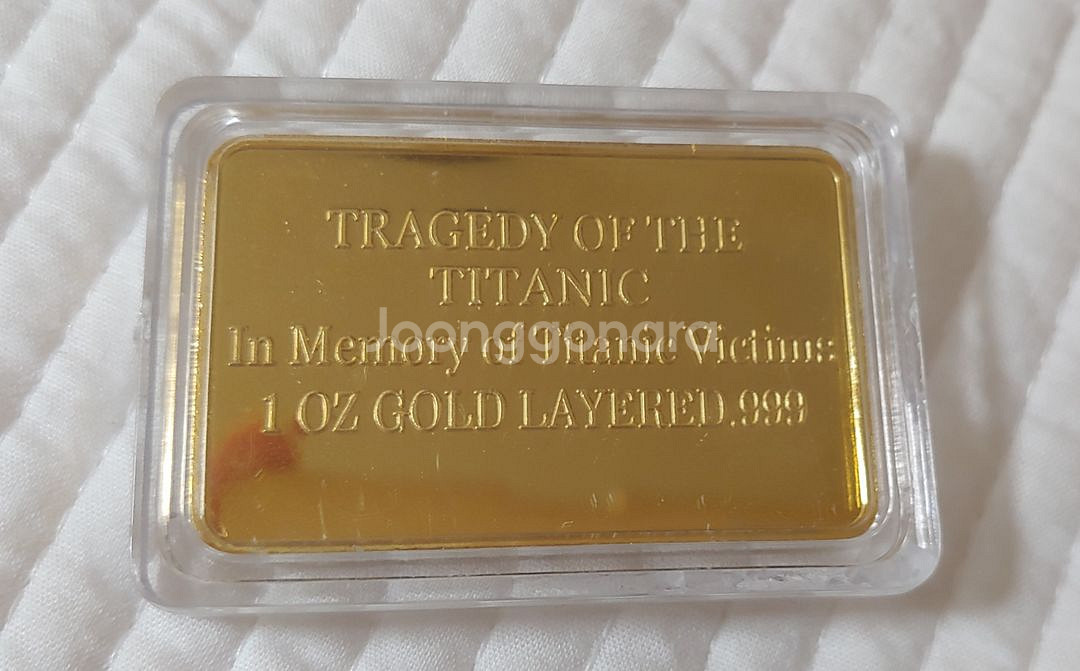 TRAGEDY OF THE
TITANIC
In Memory of Titanic Victims
1 OZ GOLD LAYERED .999
Joonggonara